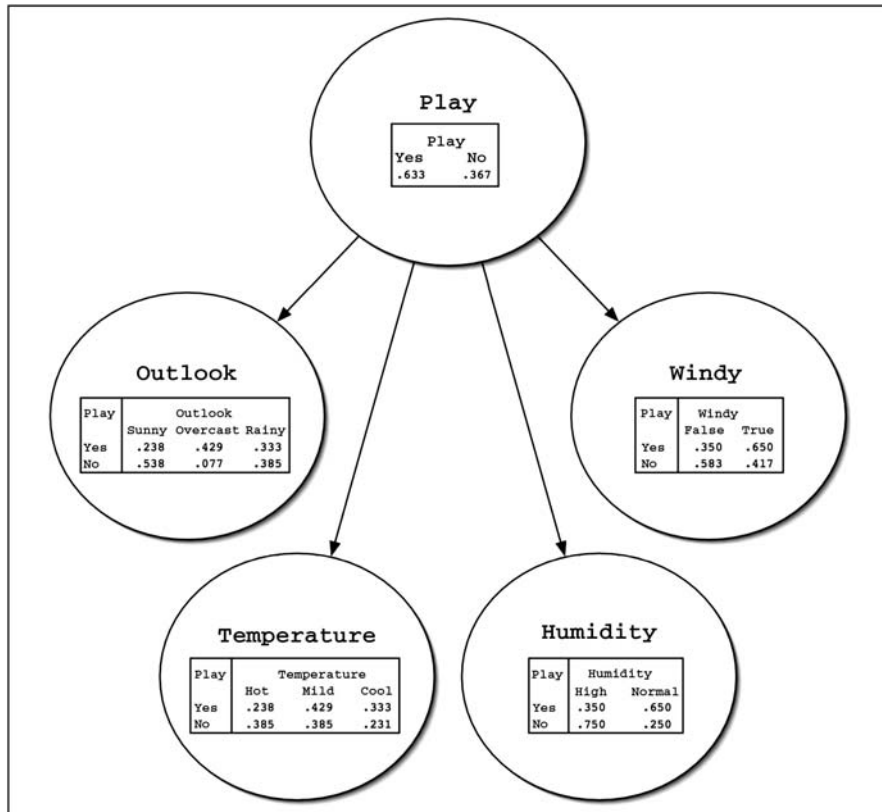 Play
Play
Yes No
.633 .367
Outlook
Play Outlook
Sunny Overcast Rainy
Yes .238 .429 .333
No .538 .077 .385
Windy
Play Windy
False True
Yes .350 .650
No .583 .417
Temperature
Play Temperature
Hot Mild Cool
Yes .238 .429 .333
No .385 .385 .231
Humidity
Play Humidity
High Normal
Yes .350 .650
No .750 .250